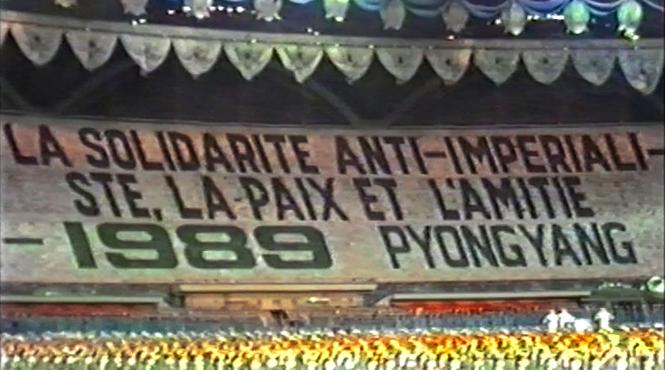 LA SOLIDARITE ANTI-IMPERIALI-
STE, LA PAIX ET L'AMITIE
- 1989 PYONGYANG